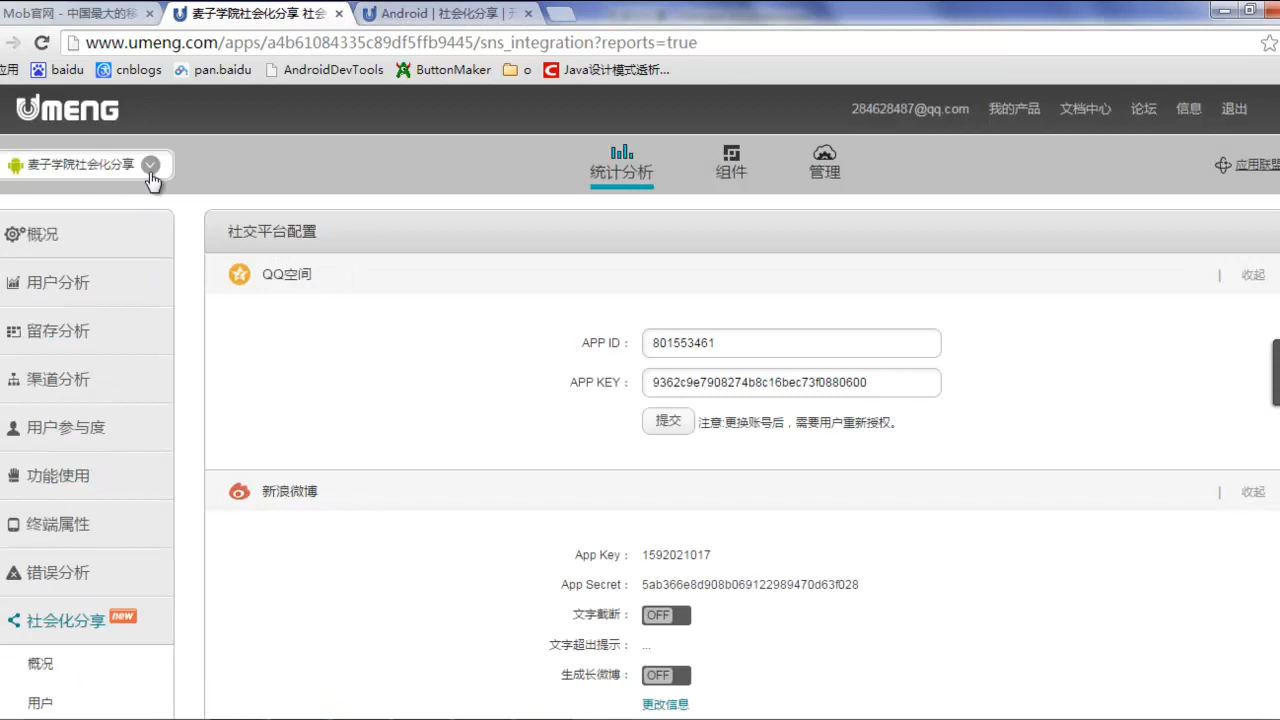 Mob官网 - 中国最大的移 × 麦子学院社会化分享 社会 × Android | 社会化分享 | 开 ×
www.umeng.com/apps/a4b61084335c89df5ffb9445/sns_integration?reports=true
应用 baidu cnblogs pan.baidu AndroidDevTools ButtonMaker o Java设计模式透析...
UMENG 284628487@qq.com 我的产品 文档中心 论坛 信息 退出
麦子学院社会化分享 统计分析 组件 管理 应用联盟
概况
用户分析
留存分析
渠道分析
用户参与度
功能使用
终端属性
错误分析
社会化分享 new
概况
用户
社交平台配置
QQ空间 | 收起
APP ID： 801553461
APP KEY： 9362c9e7908274b8c16bec73f0880600
提交 注意:更换账号后，需要用户重新授权。
新浪微博 | 收起
App Key： 1592021017
App Secret： 5ab366e8d908b069122989470d63f028
文字截断： OFF
文字超出提示： ...
生成长微博： OFF
更改信息